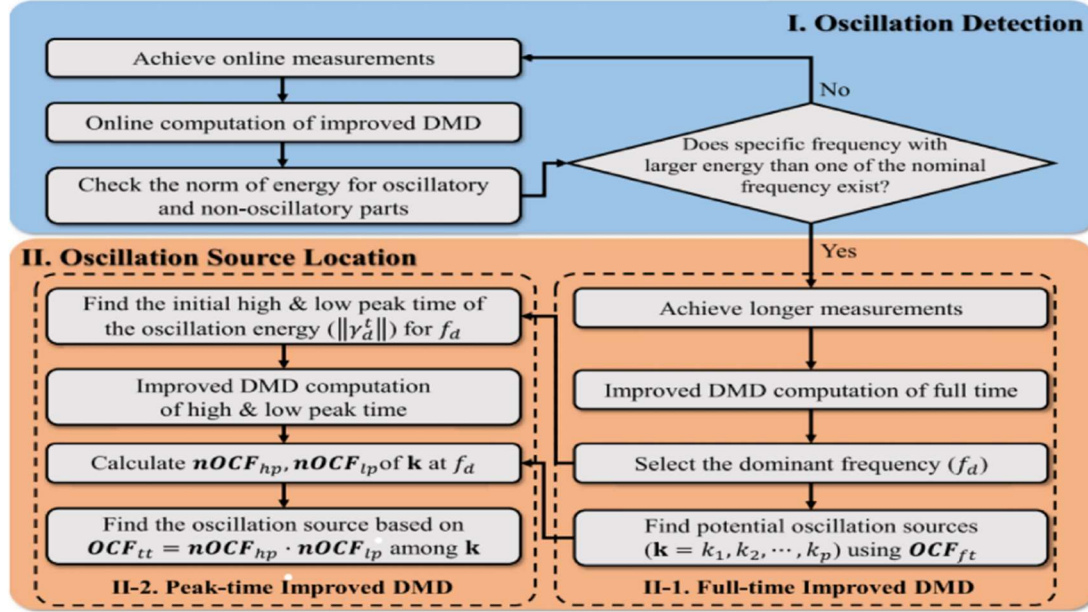 I. Oscillation Detection
Achieve online measurements
Online computation of improved DMD
Check the norm of energy for oscillatory
and non-oscillatory parts
No
Does specific frequency with
larger energy than one of the nominal
frequency exist?
Yes
II. Oscillation Source Location
Find the initial high & low peak time of
the oscillation energy (‖γ_d^t‖) for f_d
Improved DMD computation
of high & low peak time
Calculate nOCF_hp, nOCF_lp of k at f_d
Find the oscillation source based on
OCF_tt = nOCF_hp · nOCF_lp among k
II-2. Peak-time Improved DMD
Achieve longer measurements
Improved DMD computation of full time
Select the dominant frequency (f_d)
Find potential oscillation sources
(k = k_1, k_2, ⋯, k_p) using OCF_ft
II-1. Full-time Improved DMD